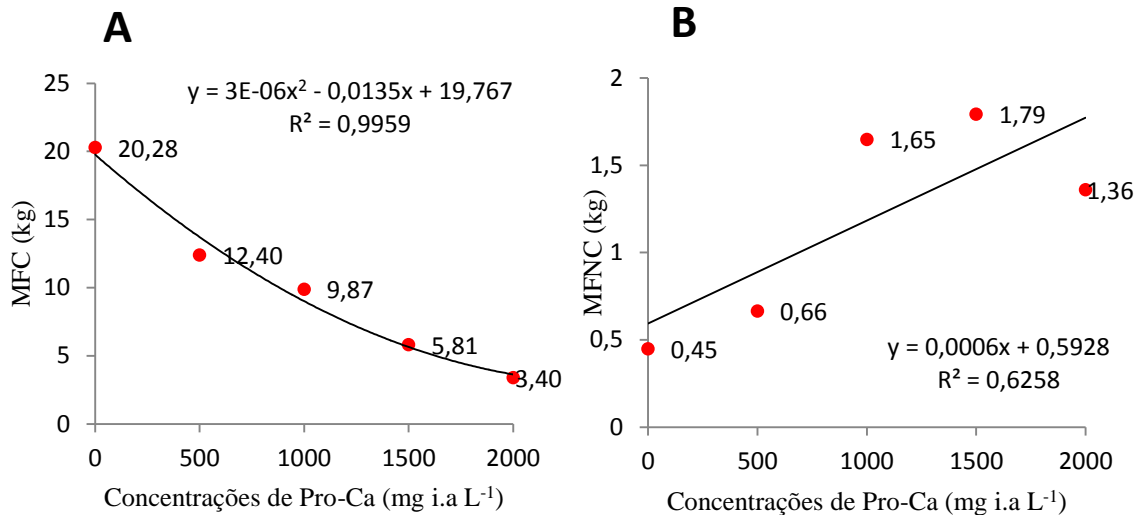 A
y = 3E-06x² - 0,0135x + 19,767
R² = 0,9959
25
20
15
10
5
0
MFC (kg)
20,28
12,40
9,87
5,81
3,40
0 500 1000 1500 2000
Concentrações de Pro-Ca (mg i.a L⁻¹)
B
2
1,5
1
0,5
0
MFNC (kg)
0,45
0,66
1,65
1,79
1,36
y = 0,0006x + 0,5928
R² = 0,6258
0 500 1000 1500 2000
Concentrações de Pro-Ca (mg i.a L⁻¹)